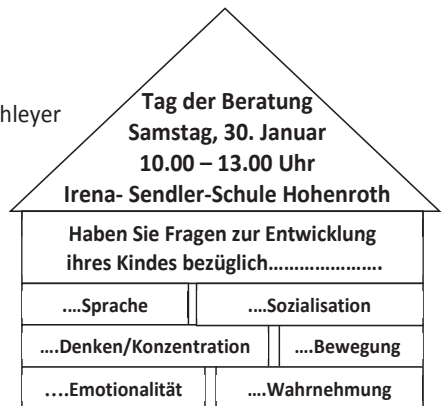 hleyer
Tag der Beratung
Samstag, 30. Januar
10.00 – 13.00 Uhr
Irena- Sendler-Schule Hohenroth
Haben Sie Fragen zur Entwicklung
ihres Kindes bezüglich.....................
....Sprache ....Sozialisation
....Denken/Konzentration ....Bewegung
....Emotionalität ....Wahrnehmung